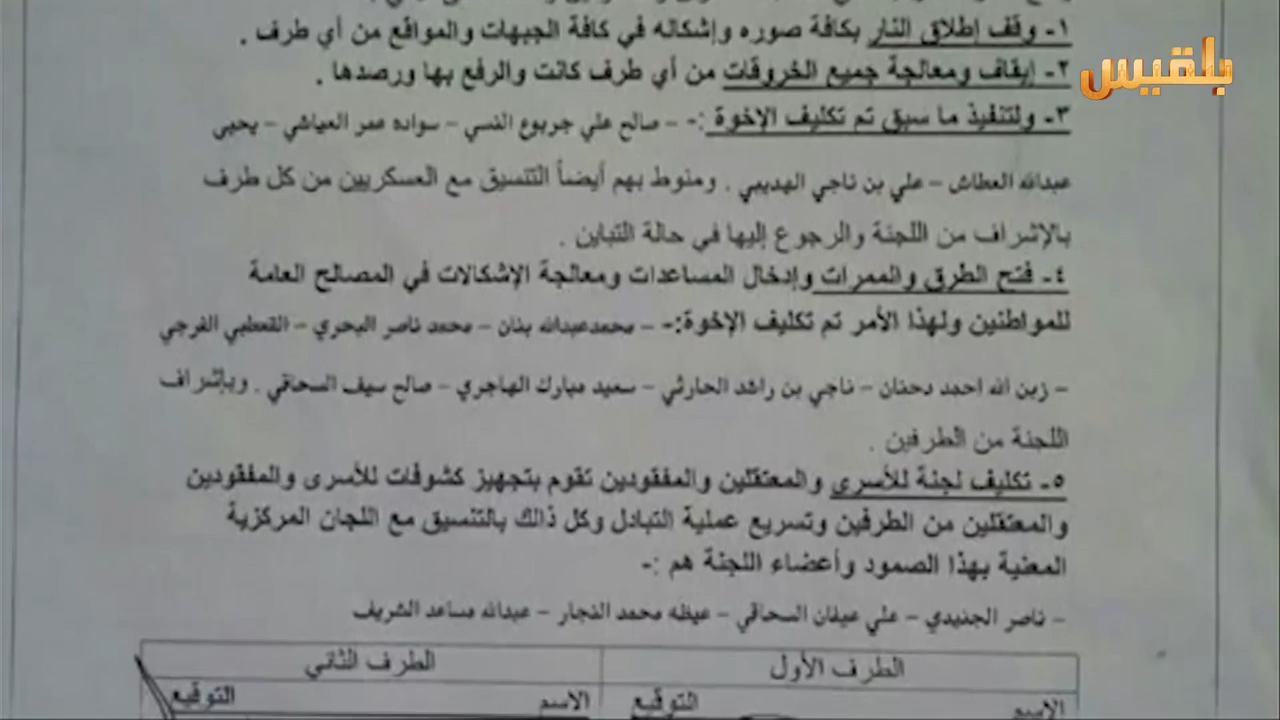 بلقيس
١- وقف إطلاق النار بكافة صوره وإشكاله في كافة الجبهات والمواقع من أي طرف .
٢- إيقاف ومعالجة جميع الخروقات من أي طرف كانت والرفع بها ورصدها .
٣- ولتنفيذ ما سبق تم تكليف الإخوة :- – صالح علي جربوع النسي – سواده عمر العياشي – يحيى
عبدالله العطاش – علي بن ناجي الهديبي . ومنوط بهم أيضاً التنسيق مع العسكريين من كل طرف
بالإشراف من اللجنة والرجوع إليها في حالة التباين .
٤- فتح الطرق والممرات وإدخال المساعدات ومعالجة الإشكالات في المصالح العامة
للمواطنين ولهذا الأمر تم تكليف الإخوة:- – محمدعبدالله بنان – محمد ناصر البحري – القعطبي الفرجي
– زبن الله احمد دحنان – ناجي بن راشد الحارثي – سعيد مبارك الهاجري – صالح سيف السحاقي . وبإشراف
اللجنة من الطرفين .
٥- تكليف لجنة للأسرى والمعتقلين والمفقودين تقوم بتجهيز كشوفات للأسرى والمفقودين
والمعتقلين من الطرفين وتسريع عملية التبادل وكل ذالك بالتنسيق مع اللجان المركزية
المعنية بهذا الصمود وأعضاء اللجنة هم :-
– ناصر الجنيدي – علي عيفان السحاقي – عيظه محمد النجار – عبدالله مساعد الشريف
الطرف الأول الطرف الثاني
الاسم التوقيع الاسم التوقيع